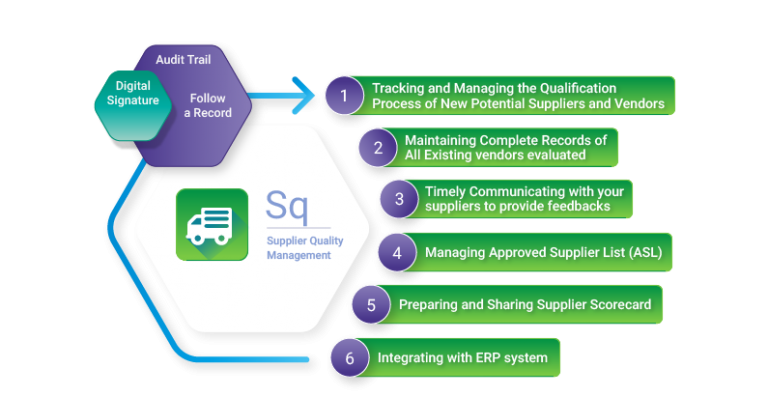 Audit Trail
Digital
Signature
Follow
a Record
Sq
Supplier Quality
Management
1
Tracking and Managing the Qualification
Process of New Potential Suppliers and Vendors
2
Maintaining Complete Records of
All Existing vendors evaluated
3
Timely Communicating with your
suppliers to provide feedbacks
4
Managing Approved Supplier List (ASL)
5
Preparing and Sharing Supplier Scorecard
6
Integrating with ERP system